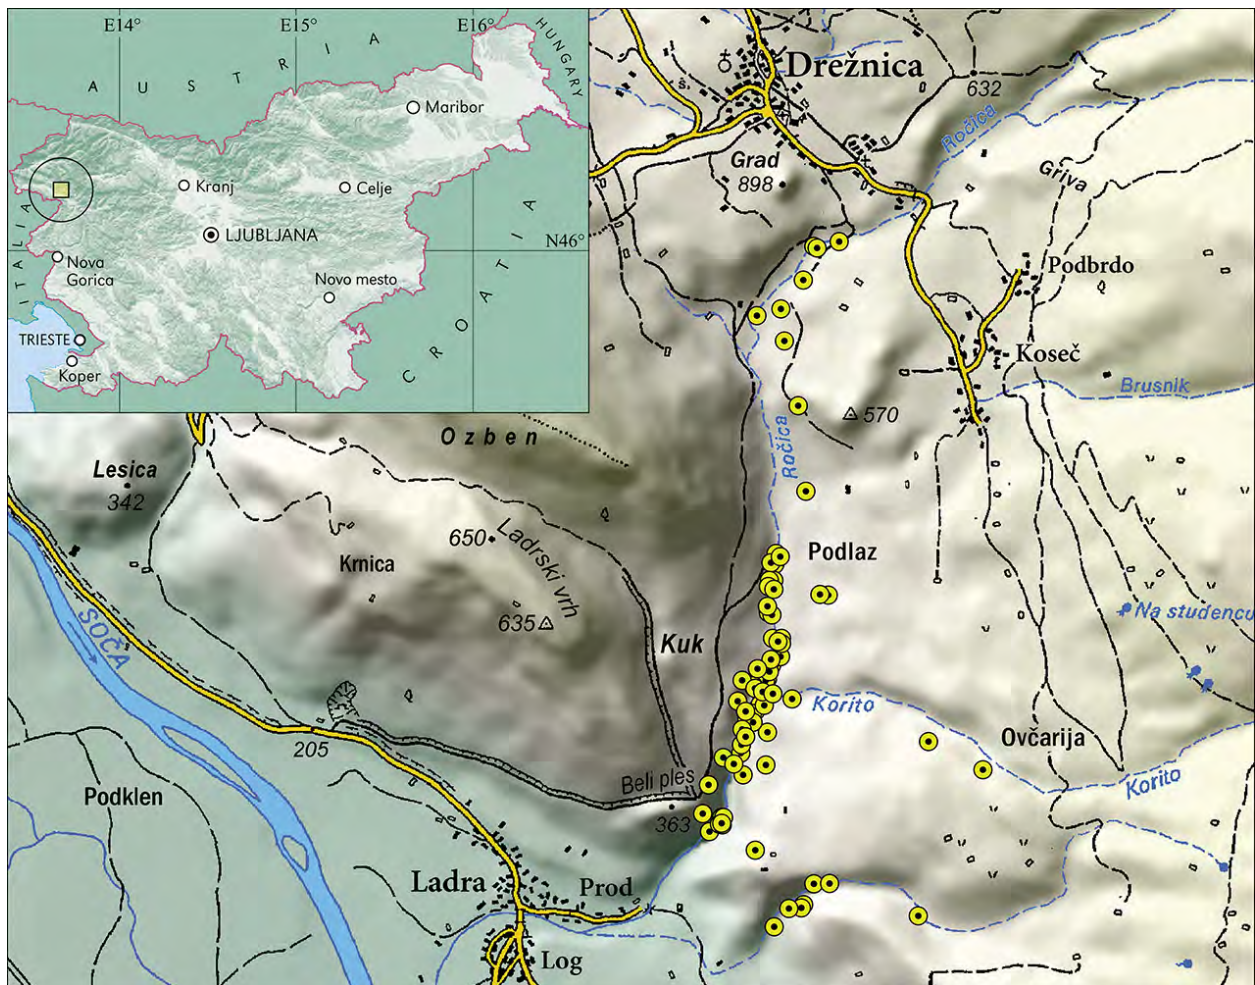 E14°
E15°
E16°
AUSTRIA
HUNGARY
Maribor
Kranj
Celje
ITALIA
LJUBLJANA
N46°
Nova
Gorica
Novo mesto
CROATIA
TRIESTE
Koper
Drežnica
š.
632
Ročica
Grad
898
Griva
Podbrdo
Koseč
Brusnik
570
Ročica
Ozben
Lesica
342
650
Ladrski vrh
Krnica
635
Podlaz
Na studencu
SOČA
Kuk
Korito
Ovčarija
205
Beli ples
Korito
363
Podklen
Ladra
Prod
Log